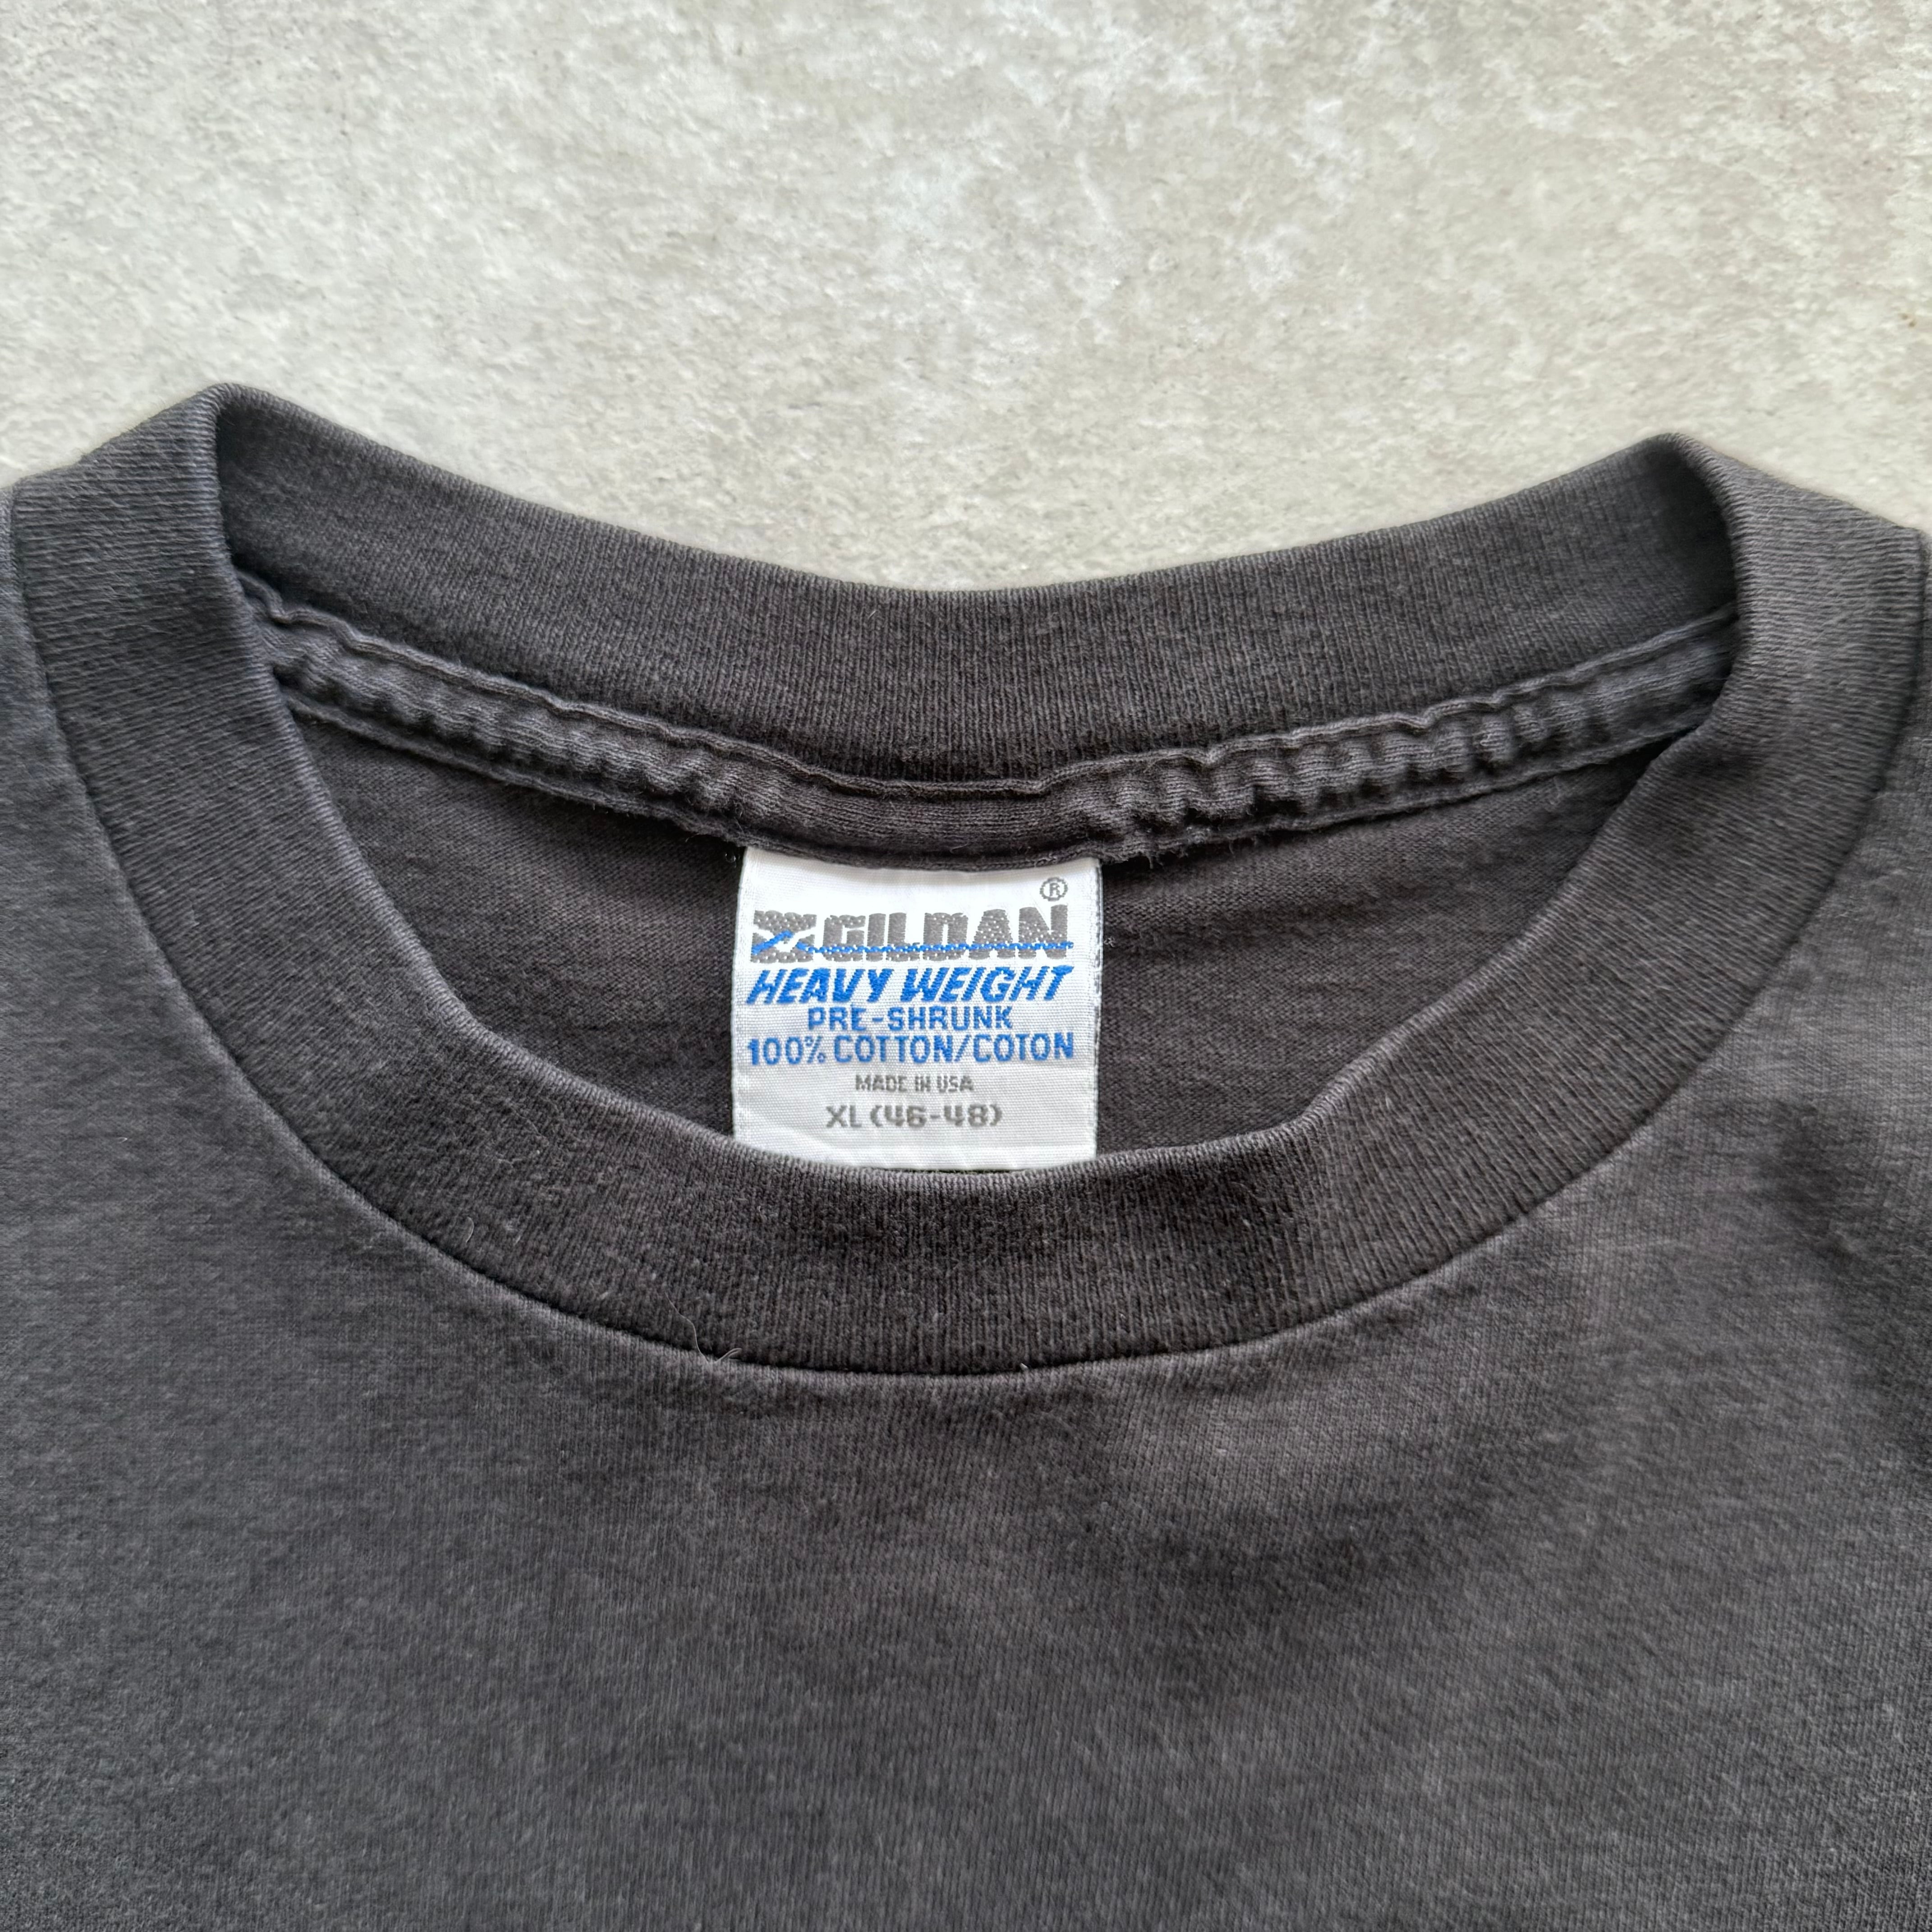 GILDAN®
HEAVY WEIGHT
PRE-SHRUNK
100% COTTON/COTON
MADE IN USA
XL (46-48)